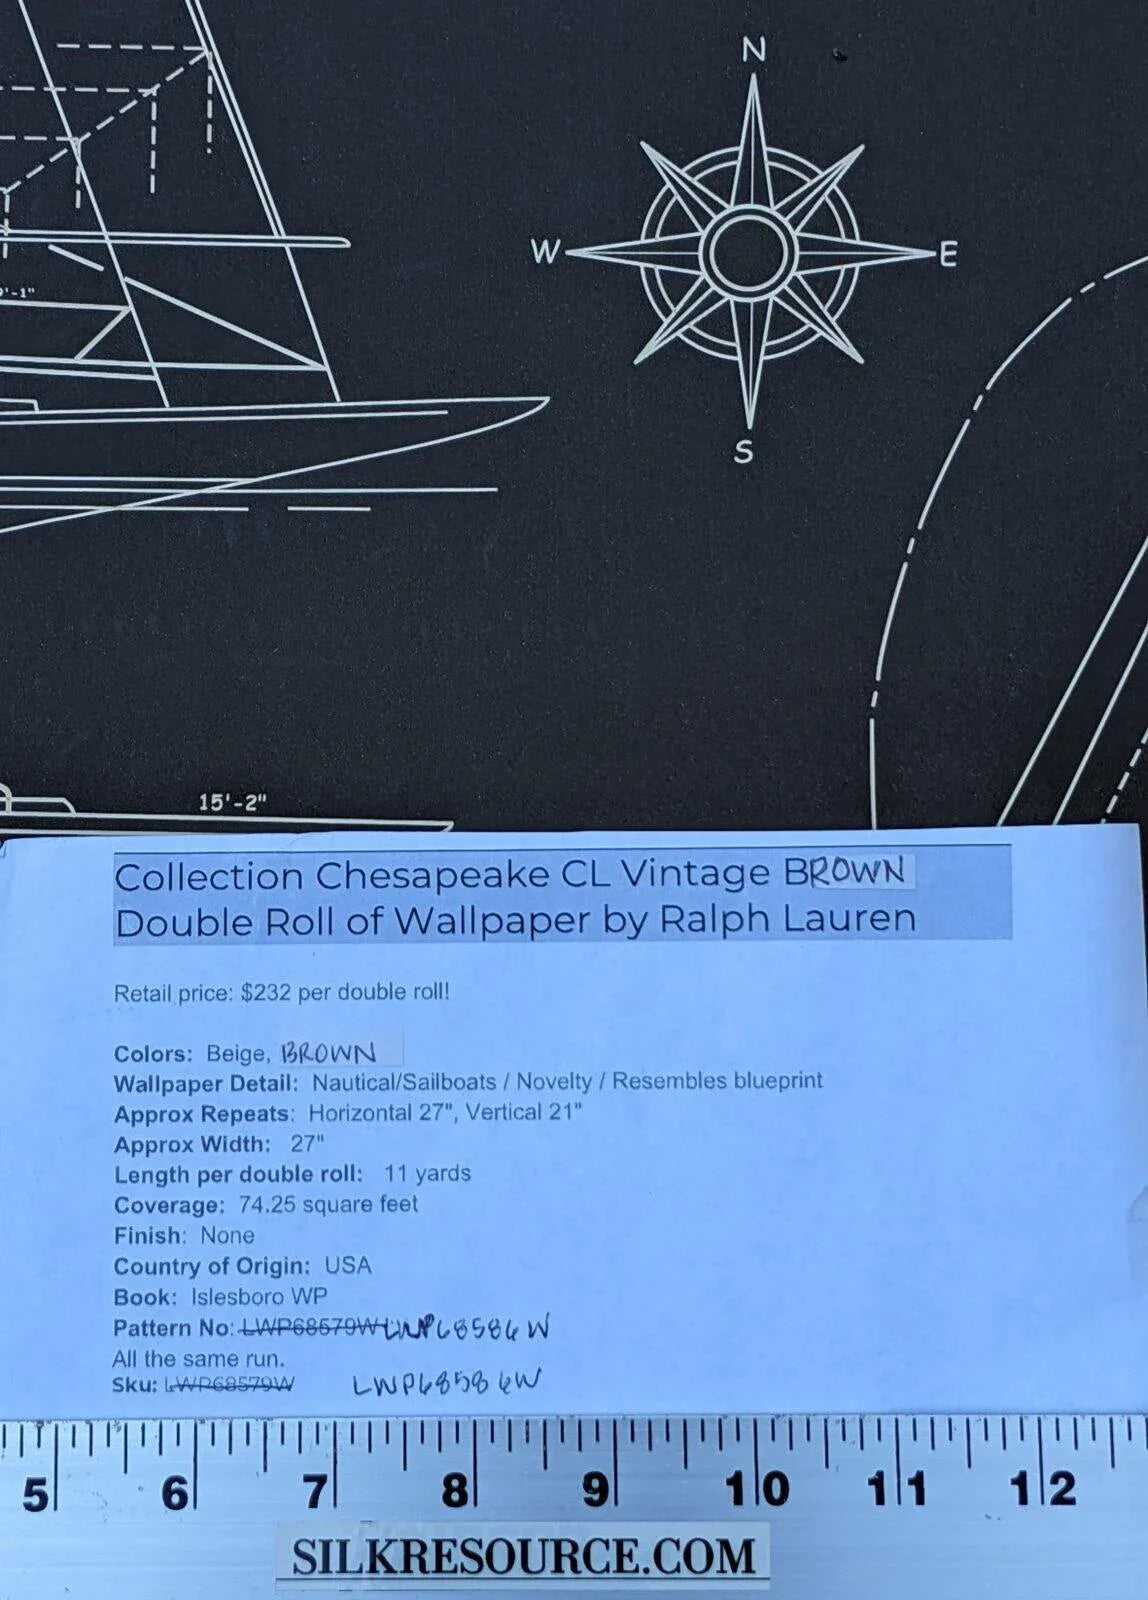 N
W E
S
'-1"
15'-2"
Collection Chesapeake CL Vintage BROWN
Double Roll of Wallpaper by Ralph Lauren
Retail price: $232 per double roll!
Colors: Beige, BROWN
Wallpaper Detail: Nautical/Sailboats / Novelty / Resembles blueprint
Approx Repeats: Horizontal 27", Vertical 21"
Approx Width: 27"
Length per double roll: 11 yards
Coverage: 74.25 square feet
Finish: None
Country of Origin: USA
Book: Islesboro WP
Pattern No: LWP68579W LWP68586W
All the same run.
Sku: LWP68579W LWP68586W
5 6 7 8 9 10 11 12
SILKRESOURCE.COM